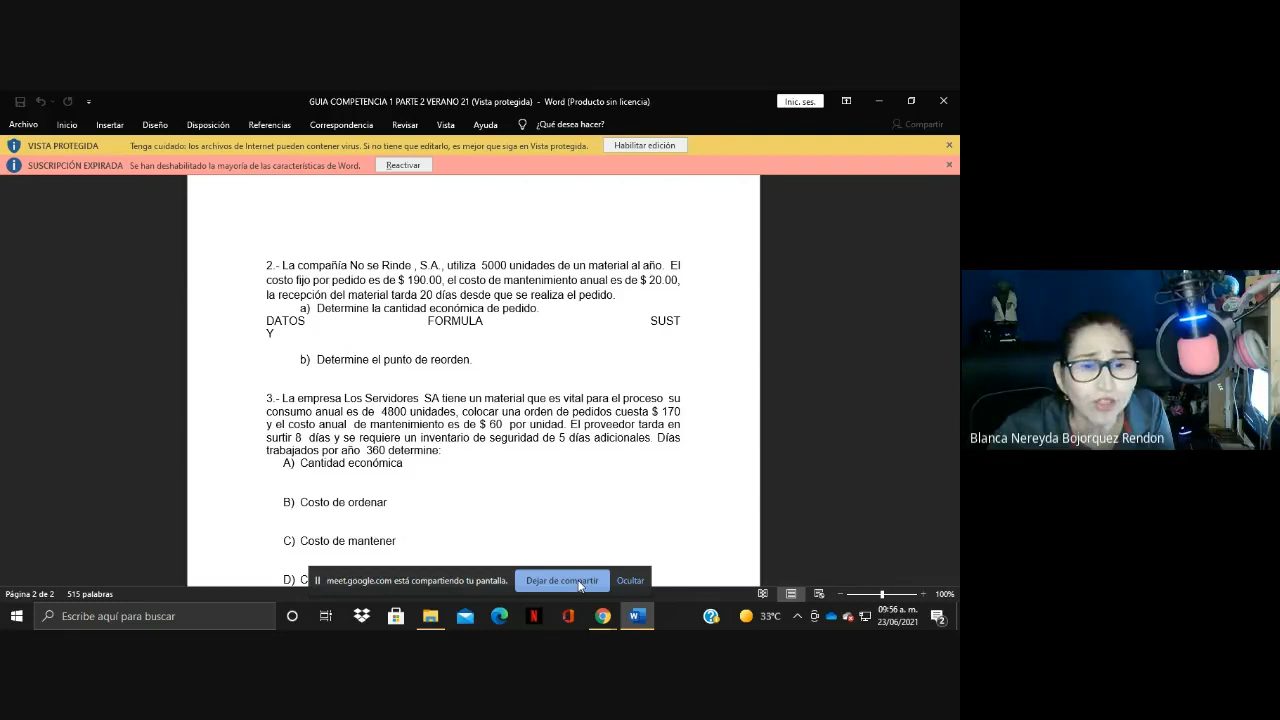 GUIA COMPETENCIA 1 PARTE 2 VERANO 21 (Vista protegida) - Word (Producto sin licencia)
Inic. ses.
Archivo Inicio Insertar Diseño Disposición Referencias Correspondencia Revisar Vista Ayuda ¿Qué desea hacer? Compartir
VISTA PROTEGIDA Tenga cuidado: los archivos de Internet pueden contener virus. Si no tiene que editarlo, es mejor que siga en Vista protegida. Habilitar edición
SUSCRIPCIÓN EXPIRADA Se han deshabilitado la mayoría de las características de Word. Reactivar
2.- La compañía No se Rinde , S.A., utiliza 5000 unidades de un material al año. El
costo fijo por pedido es de $ 190.00, el costo de mantenimiento anual es de $ 20.00,
la recepción del material tarda 20 días desde que se realiza el pedido.
a) Determine la cantidad económica de pedido.
DATOS FORMULA SUST
Y
b) Determine el punto de reorden.
3.- La empresa Los Servidores SA tiene un material que es vital para el proceso su
consumo anual es de 4800 unidades, colocar una orden de pedidos cuesta $ 170
y el costo anual de mantenimiento es de $ 60 por unidad. El proveedor tarda en
surtir 8 días y se requiere un inventario de seguridad de 5 días adicionales. Días
trabajados por año 360 determine:
A) Cantidad económica
B) Costo de ordenar
C) Costo de mantener
D) C
meet.google.com está compartiendo tu pantalla. Dejar de compartir Ocultar
Página 2 de 2 515 palabras 100%
Escribe aquí para buscar
33°C
09:56 a. m.
23/06/2021
2
Blanca Nereyda Bojorquez Rendon